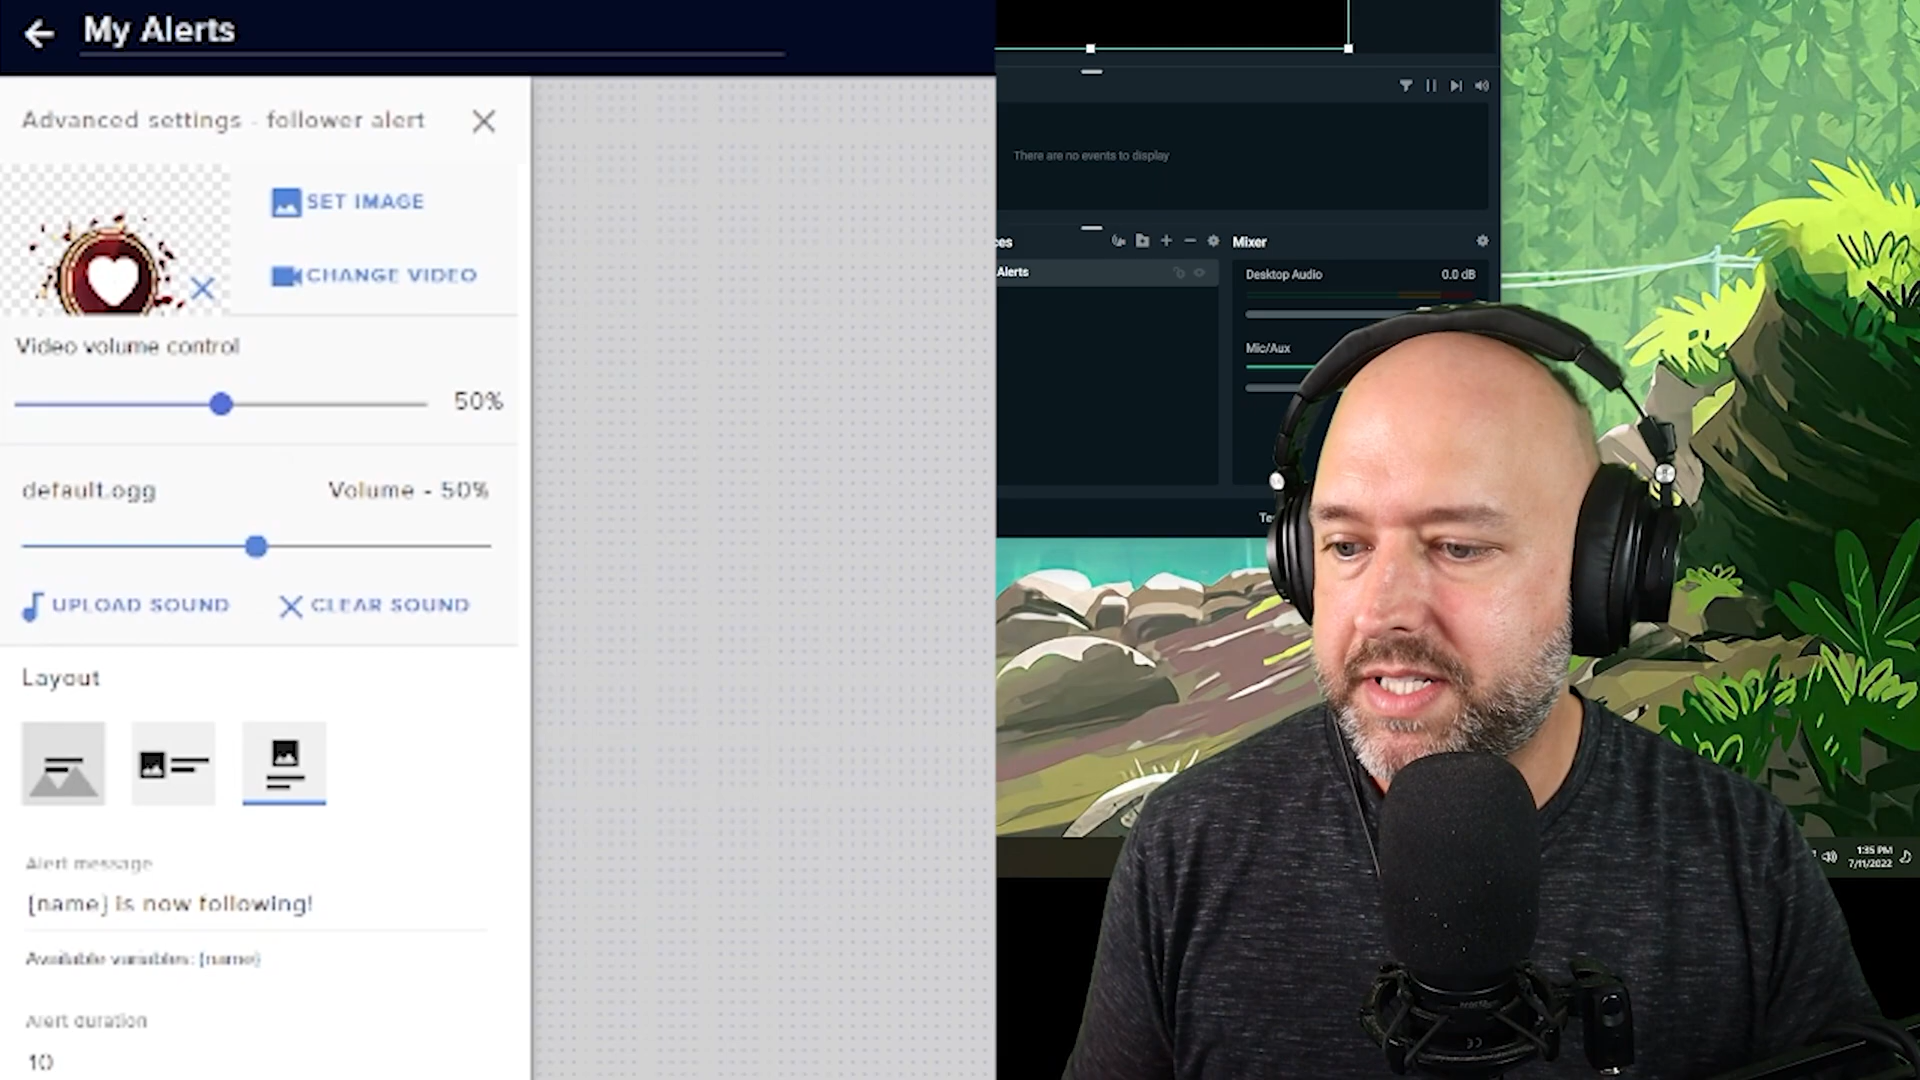 My Alerts
Advanced settings - follower alert
SET IMAGE
CHANGE VIDEO
Video volume control
50%
default.ogg
Volume - 50%
UPLOAD SOUND
CLEAR SOUND
Layout
Alert message
{name} is now following!
Available variables: {name}
Alert duration
10
There are no events to display
ces
Mixer
Alerts
Desktop Audio
0.0 dB
Mic/Aux
Te
1:35 PM
7/11/2022